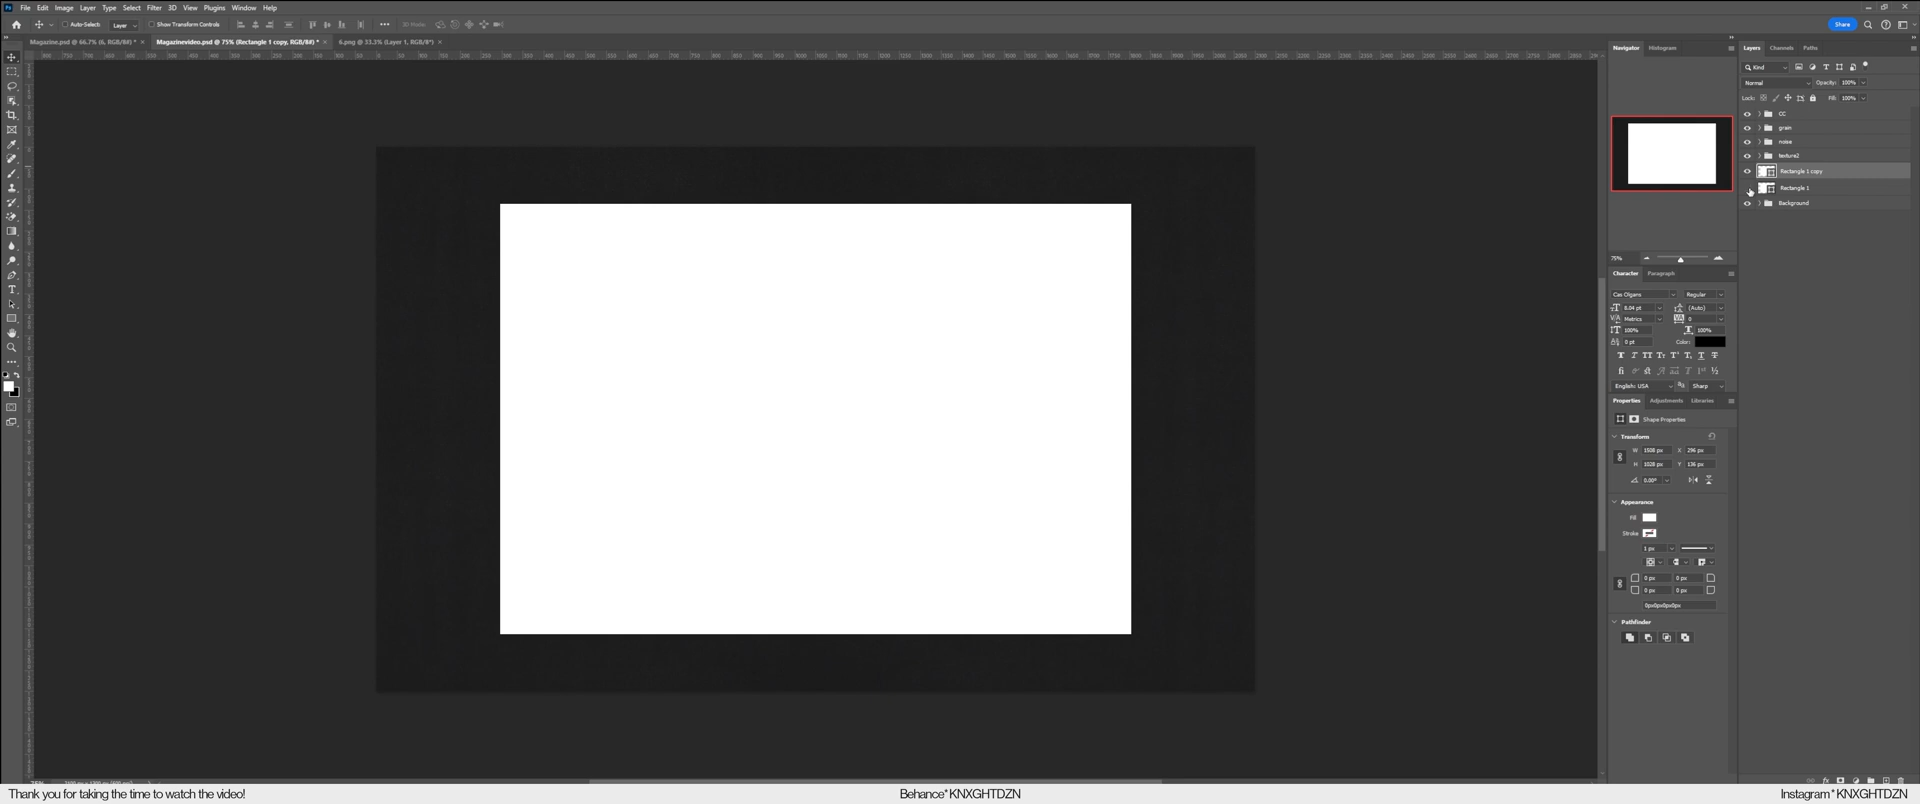 File Edit Image Layer Type Select Filter 3D View Plugins Window Help
Auto-Select: Layer Show Transform Controls 3D Mode: Share
Magazine.psd @ 66.7% (6, RGB/8#) * × Magazinevideo.psd @ 75% (Rectangle 1 copy, RGB/8#) * × 6.png @ 33.3% (Layer 1, RGB/8*) ×
Navigator Histogram
75%
Character Paragraph
Cas Olgans Regular
8.04 pt (Auto)
Metrics 0
100% 100%
0 pt Color:
English: USA Sharp
Properties Adjustments Libraries
Shape Properties
Transform
W 1508 px X 296 px
H 1028 px Y 136 px
0.00°
Appearance
Fill
Stroke
1 px
0 px 0 px
0 px 0 px
0px0px0px0px
Pathfinder
Layers Channels Paths
Kind
Normal Opacity: 100%
Lock: Fill: 100%
CC
grain
noise
texture2
Rectangle 1 copy
Rectangle 1
Background
Thank you for taking the time to watch the video! Behance* KNXGHTDZN Instagram* KNXGHTDZN